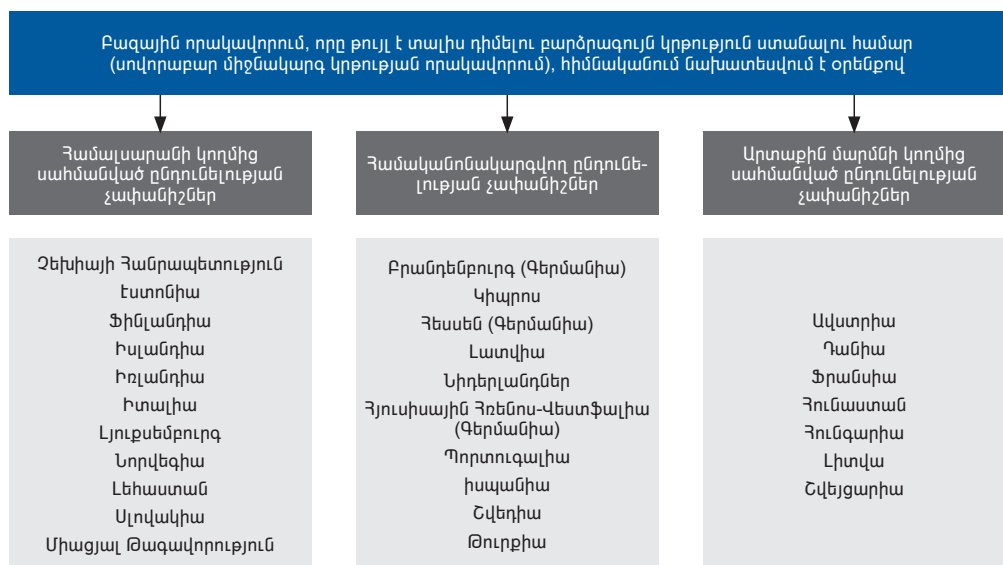 Բազային որակավորում, որը թույլ է տալիս դիմելու բարձրագույն կրթություն ստանալու համար
(սովորաբար միջնակարգ կրթության որակավորում), հիմնականում նախատեսվում է օրենքով
Համալսարանի կողմից
սահմանված ընդունելության
չափանիշներ
Չեխիայի Հանրապետություն
Էստոնիա
Ֆինլանդիա
Իսլանդիա
Իռլանդիա
Իտալիա
Լյուքսեմբուրգ
Նորվեգիա
Լեհաստան
Սլովակիա
Միացյալ Թագավորություն
Համականոնակարգվող ընդունե-
լության չափանիշներ
Բրանդենբուրգ (Գերմանիա)
Կիպրոս
Հեսսեն (Գերմանիա)
Լատվիա
Նիդերլանդներ
Հյուսիսային Հռենոս-Վեստֆալիա
(Գերմանիա)
Պորտուգալիա
իսպանիա
Շվեդիա
Թուրքիա
Արտաքին մարմնի կողմից
սահմանված ընդունելության
չափանիշներ
Ավստրիա
Դանիա
Ֆրանսիա
Հունաստան
Հունգարիա
Լիտվա
Շվեյցարիա